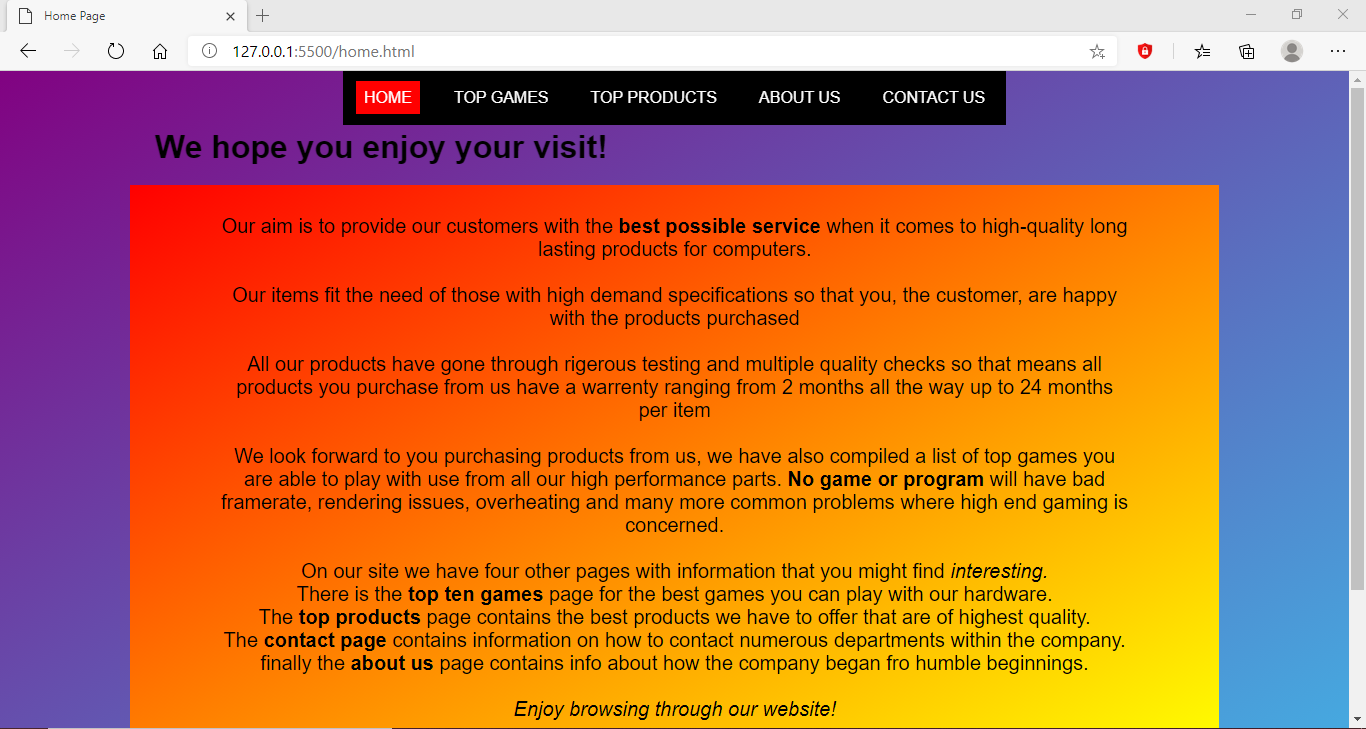 Home Page
127.0.0.1:5500/home.html
HOME TOP GAMES TOP PRODUCTS ABOUT US CONTACT US
We hope you enjoy your visit!
Our aim is to provide our customers with the best possible service when it comes to high-quality long
lasting products for computers.
Our items fit the need of those with high demand specifications so that you, the customer, are happy
with the products purchased
All our products have gone through rigerous testing and multiple quality checks so that means all
products you purchase from us have a warrenty ranging from 2 months all the way up to 24 months
per item
We look forward to you purchasing products from us, we have also compiled a list of top games you
are able to play with use from all our high performance parts. No game or program will have bad
framerate, rendering issues, overheating and many more common problems where high end gaming is
concerned.
On our site we have four other pages with information that you might find interesting.
There is the top ten games page for the best games you can play with our hardware.
The top products page contains the best products we have to offer that are of highest quality.
The contact page contains information on how to contact numerous departments within the company.
finally the about us page contains info about how the company began fro humble beginnings.
Enjoy browsing through our website!